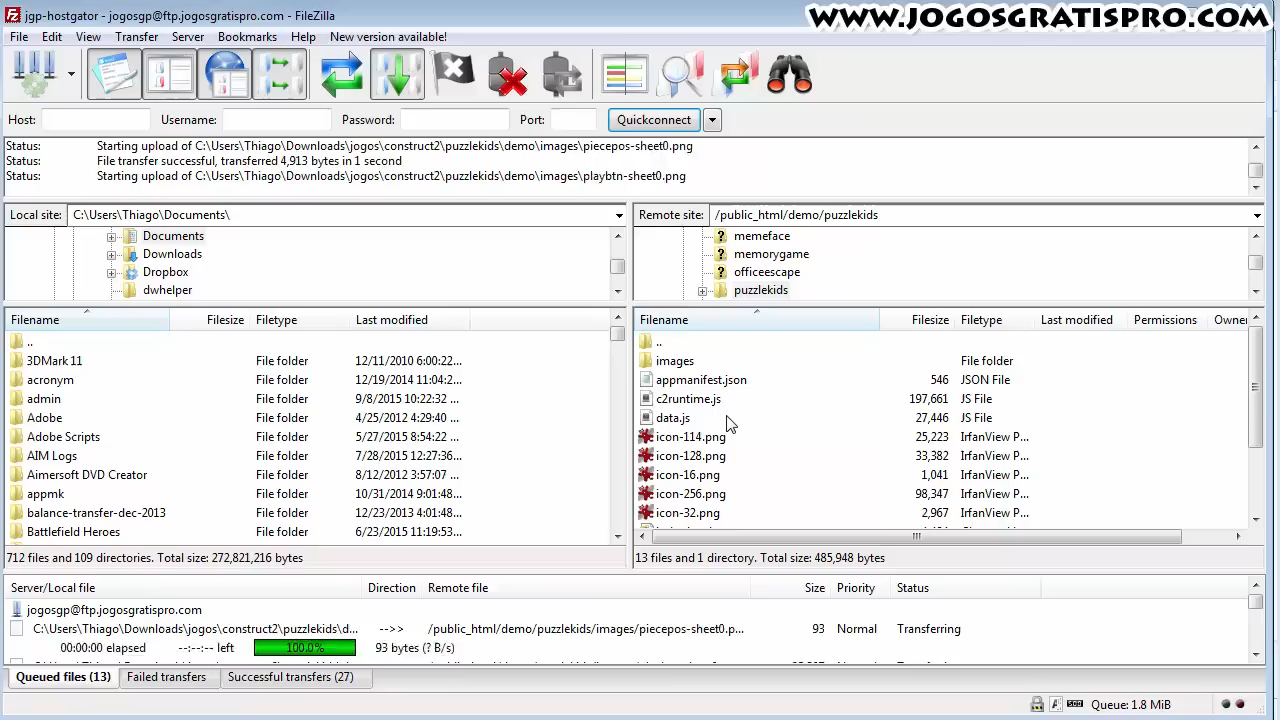 jgp-hostgator - jogosgp@ftp.jogosgratispro.com - FileZilla
www.JOGOSGRATISPRO.COM
File Edit View Transfer Server Bookmarks Help New version available!
Host: Username: Password: Port: Quickconnect
Status: Starting upload of C:\Users\Thiago\Downloads\jogos\construct2\puzzlekids\demo\images\piecepos-sheet0.png
Status: File transfer successful, transferred 4,913 bytes in 1 second
Status: Starting upload of C:\Users\Thiago\Downloads\jogos\construct2\puzzlekids\demo\images\playbtn-sheet0.png
Local site: C:\Users\Thiago\Documents\
Documents
Downloads
Dropbox
dwhelper
Remote site: /public_html/demo/puzzlekids
memeface
memorygame
officeescape
puzzlekids
Filename Filesize Filetype Last modified
..
3DMark 11 File folder 12/11/2010 6:00:22...
acronym File folder 12/19/2014 11:04:2...
admin File folder 9/8/2015 10:22:32 ...
Adobe File folder 4/25/2012 4:29:40 ...
Adobe Scripts File folder 5/27/2015 8:54:22 ...
AIM Logs File folder 7/28/2015 12:27:36...
Aimersoft DVD Creator File folder 8/12/2012 3:57:07 ...
appmk File folder 10/31/2014 9:01:48...
balance-transfer-dec-2013 File folder 12/23/2013 4:01:48...
Battlefield Heroes File folder 6/23/2015 11:19:53...
712 files and 109 directories. Total size: 272,821,216 bytes
Filename Filesize Filetype Last modified Permissions Owner
..
images File folder
appmanifest.json 546 JSON File
c2runtime.js 197,661 JS File
data.js 27,446 JS File
icon-114.png 25,223 IrfanView P...
icon-128.png 33,382 IrfanView P...
icon-16.png 1,041 IrfanView P...
icon-256.png 98,347 IrfanView P...
icon-32.png 2,967 IrfanView P...
13 files and 1 directory. Total size: 485,948 bytes
Server/Local file Direction Remote file Size Priority Status
jogosgp@ftp.jogosgratispro.com
C:\Users\Thiago\Downloads\jogos\construct2\puzzlekids\d... -->> /public_html/demo/puzzlekids/images/piecepos-sheet0.p... 93 Normal Transferring
00:00:00 elapsed --:--:-- left 100.0% 93 bytes (? B/s)
Queued files (13) Failed transfers Successful transfers (27)
Queue: 1.8 MiB